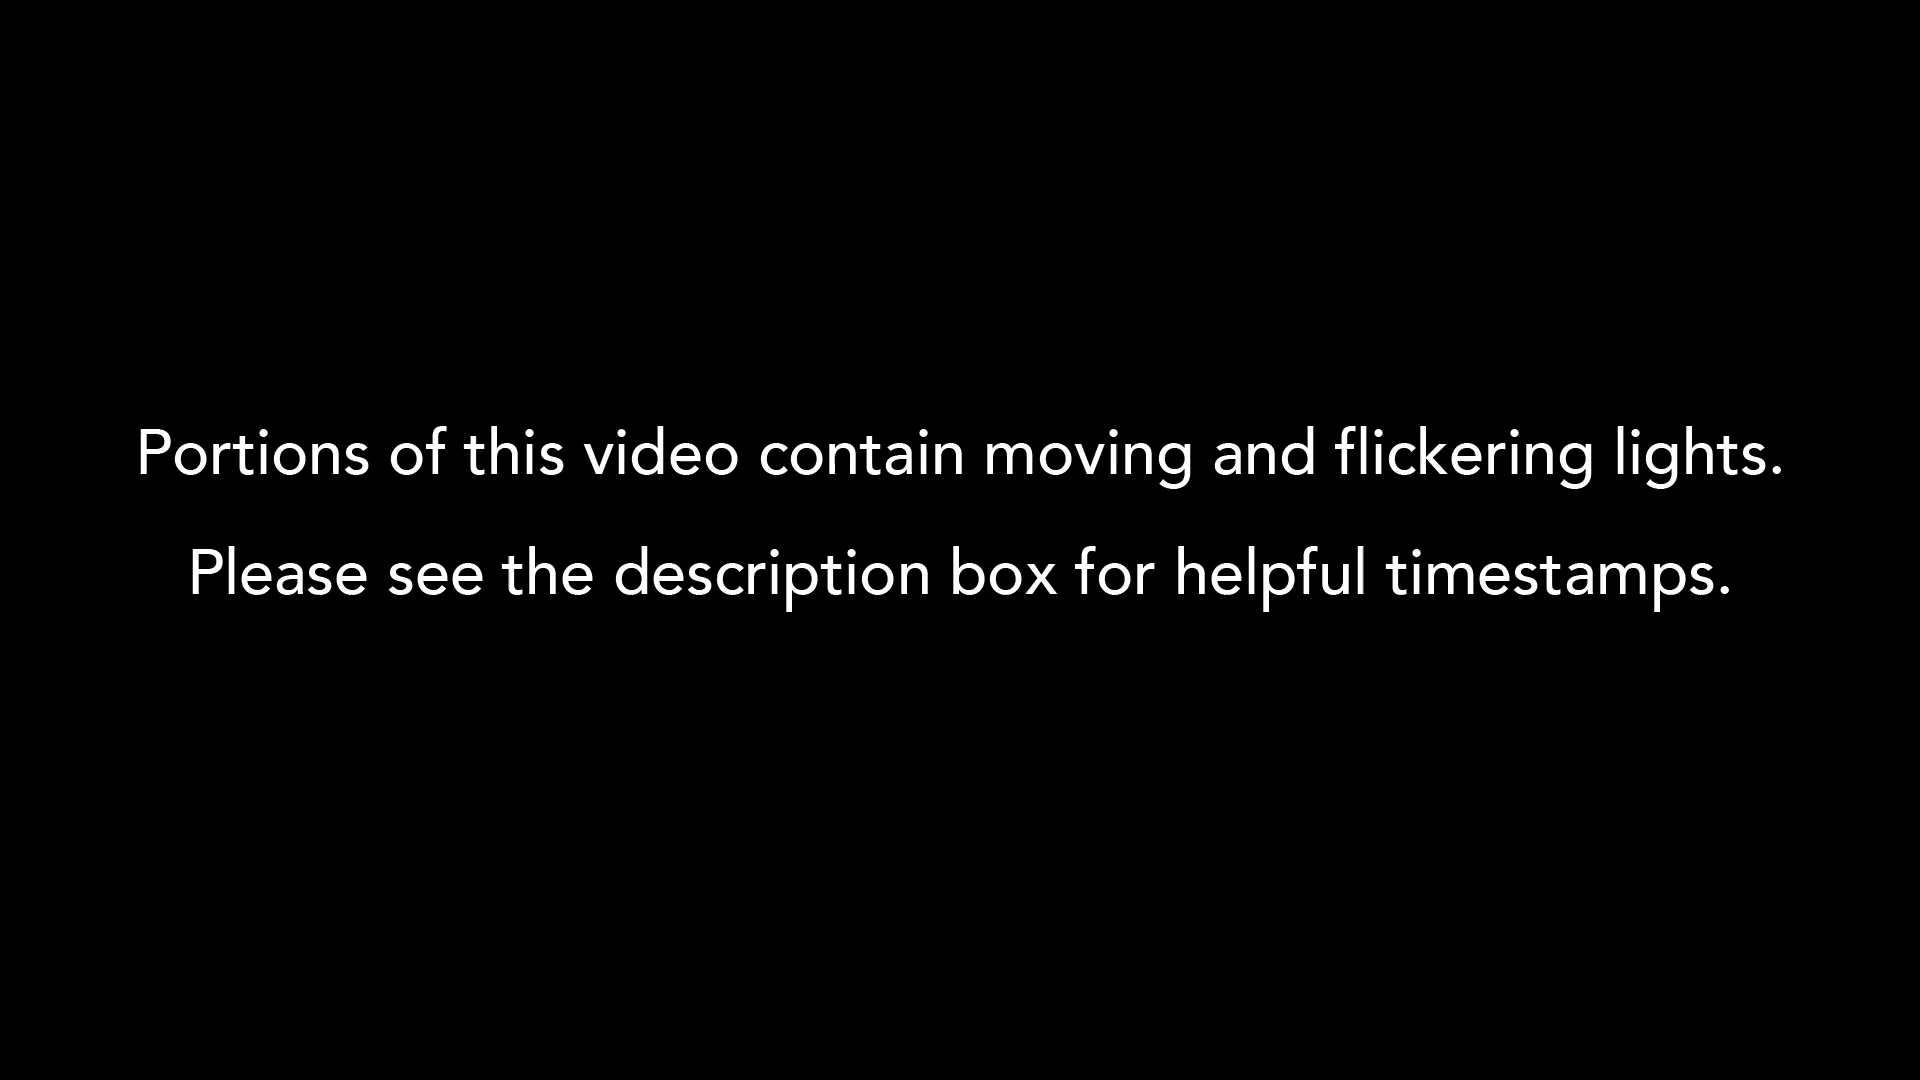 Portions of this video contain moving and flickering lights.
Please see the description box for helpful timestamps.